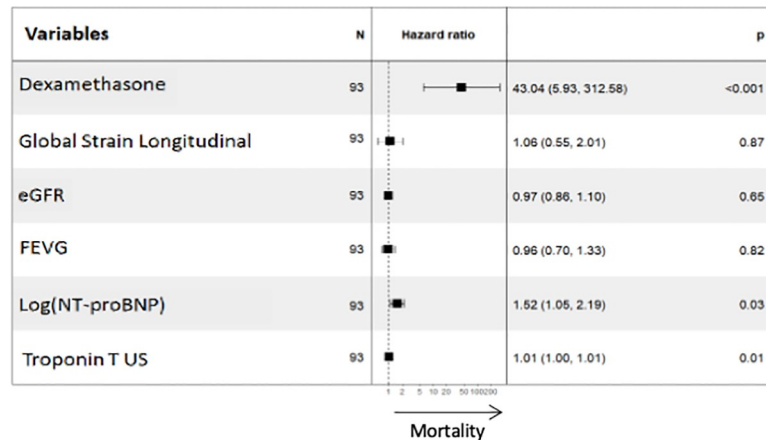 Variables N Hazard ratio p
Dexamethasone 93 43.04 (5.93, 312.58) <0.001
Global Strain Longitudinal 93 1.06 (0.55, 2.01) 0.87
eGFR 93 0.97 (0.86, 1.10) 0.65
FEVG 93 0.96 (0.70, 1.33) 0.82
Log(NT-proBNP) 93 1.52 (1.05, 2.19) 0.03
Troponin T US 93 1.01 (1.00, 1.01) 0.01
1 2 5 10 20 50 100 200
Mortality